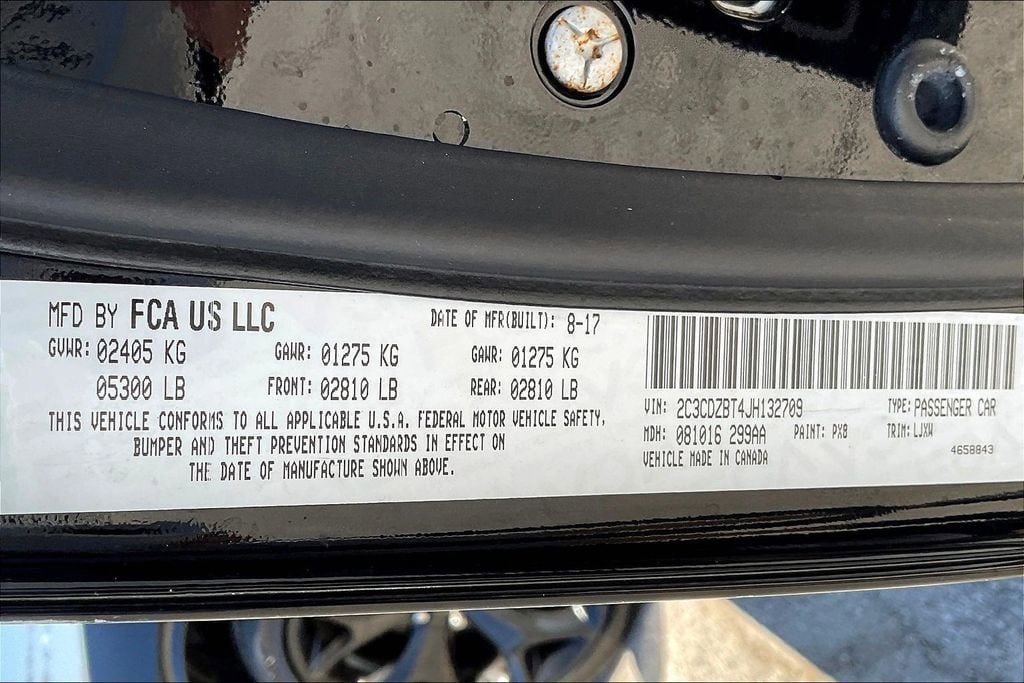 MFD BY FCA US LLC
DATE OF MFR(BUILT): 8-17
GVWR: 02405 KG
GAWR: 01275 KG
GAWR: 01275 KG
05300 LB
FRONT: 02810 LB
REAR: 02810 LB
THIS VEHICLE CONFORMS TO ALL APPLICABLE U.S.A. FEDERAL MOTOR VEHICLE SAFETY,
BUMPER AND THEFT PREVENTION STANDARDS IN EFFECT ON
THE DATE OF MANUFACTURE SHOWN ABOVE.
VIN: 2C3CDZBT4JH132709
TYPE: PASSENGER CAR
MDH: 081016 299AA
PAINT: PX8
TRIM: LJXW
VEHICLE MADE IN CANADA
4658843